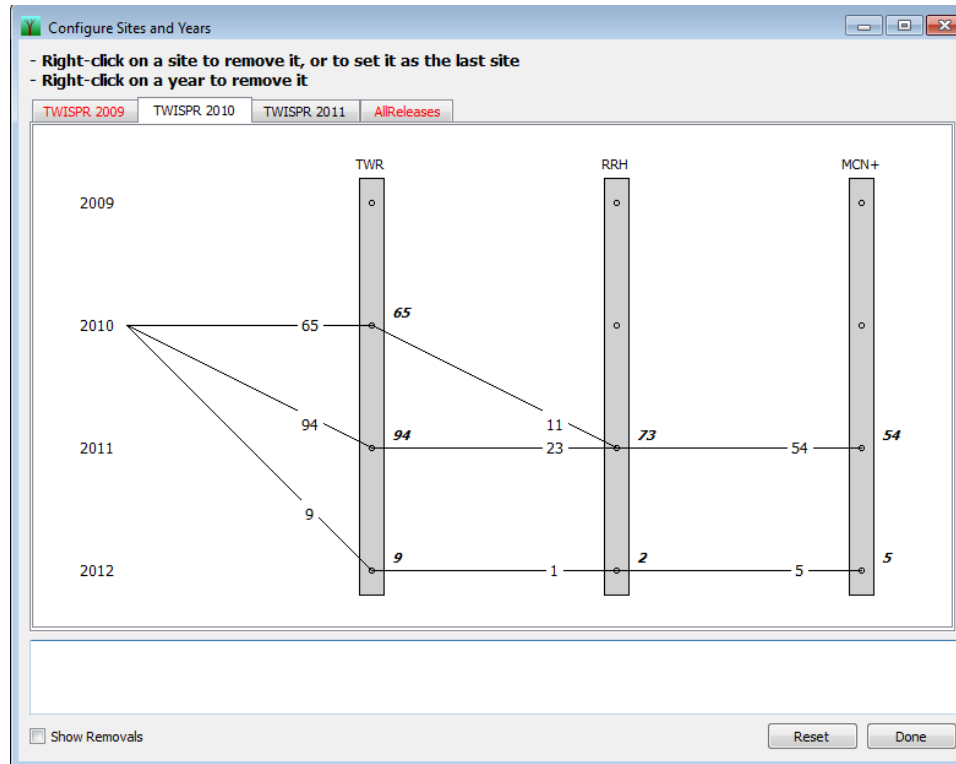 Configure Sites and Years
- Right-click on a site to remove it, or to set it as the last site
- Right-click on a year to remove it
TWISPR 2009 TWISPR 2010 TWISPR 2011 AllReleases
TWR RRH MCN+
2009
65
2010 65
94 11
94 73 54
2011 23 54
9
9 2 5
2012 1 5
Show Removals Reset Done